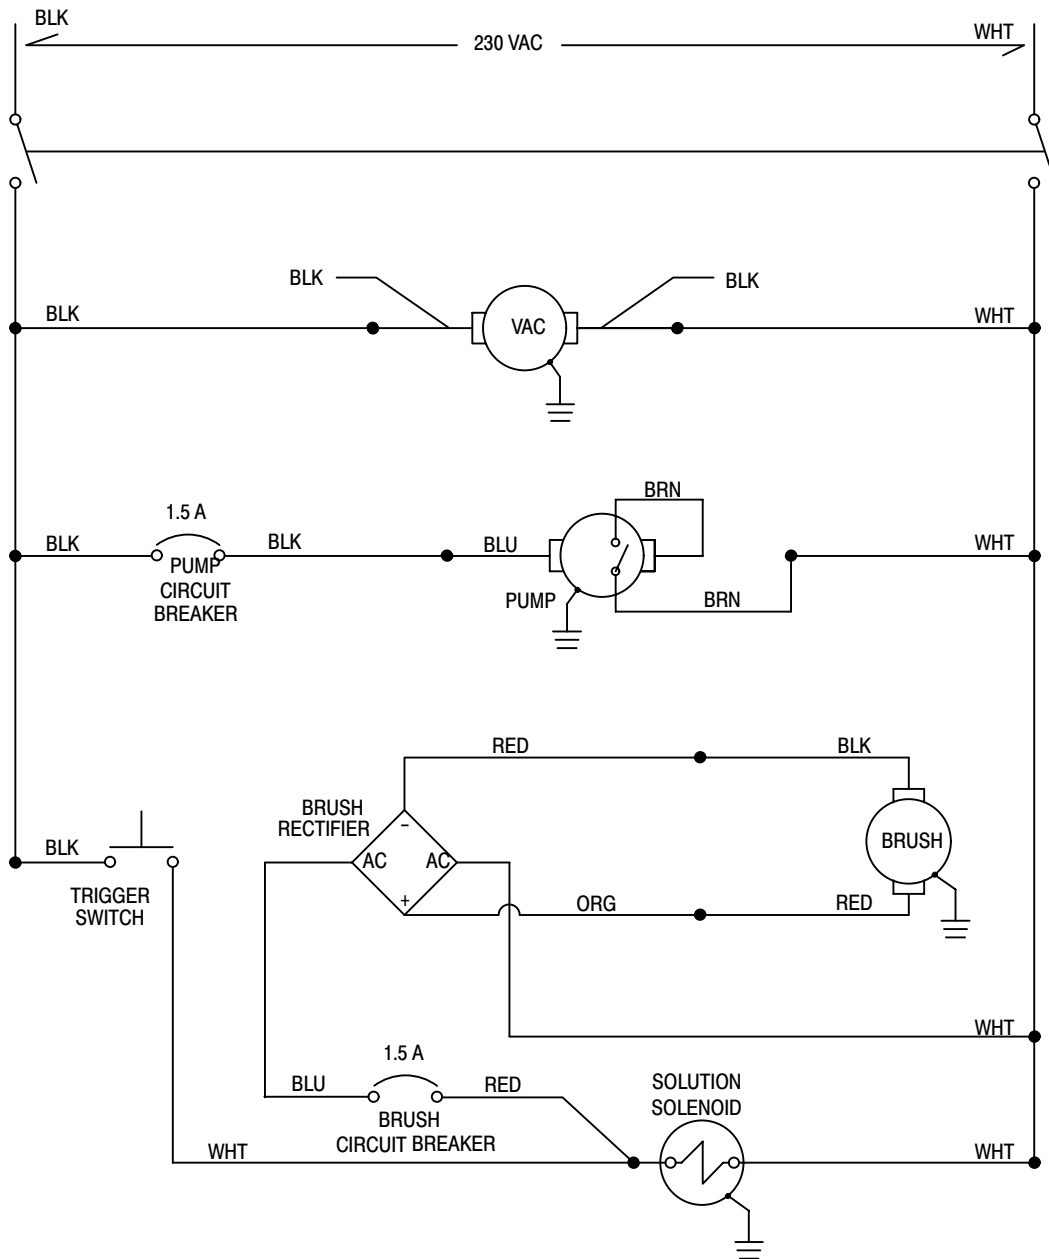 BLK
230 VAC
WHT
BLK
BLK
BLK
VAC
WHT
BRN
1.5 A
BLK
BLK
BLU
WHT
PUMP
CIRCUIT
BREAKER
PUMP
BRN
RED
BLK
BRUSH
RECTIFIER
-
BLK
AC
AC
BRUSH
+
TRIGGER
SWITCH
ORG
RED
WHT
1.5 A
BLU
RED
SOLUTION
SOLENOID
BRUSH
CIRCUIT BREAKER
WHT
WHT